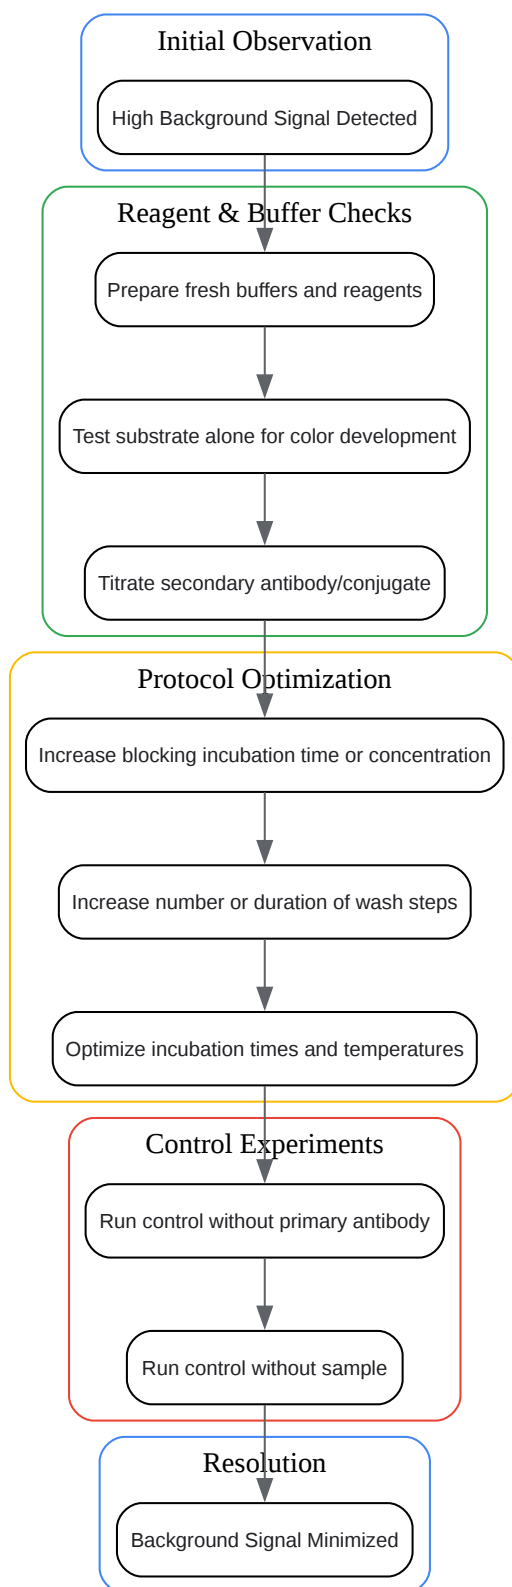 Initial Observation
High Background Signal Detected
Reagent & Buffer Checks
Prepare fresh buffers and reagents
Test substrate alone for color development
Titrate secondary antibody/conjugate
Protocol Optimization
Increase blocking incubation time or concentration
Increase number or duration of wash steps
Optimize incubation times and temperatures
Control Experiments
Run control without primary antibody
Run control without sample
Resolution
Background Signal Minimized